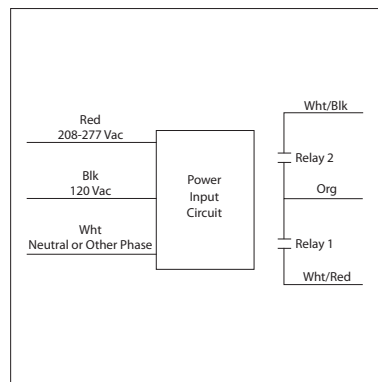 Red
208-277 Vac
Blk
120 Vac
Wht
Neutral or Other Phase
Power
Input
Circuit
Wht/Blk
Relay 2
Org
Relay 1
Wht/Red